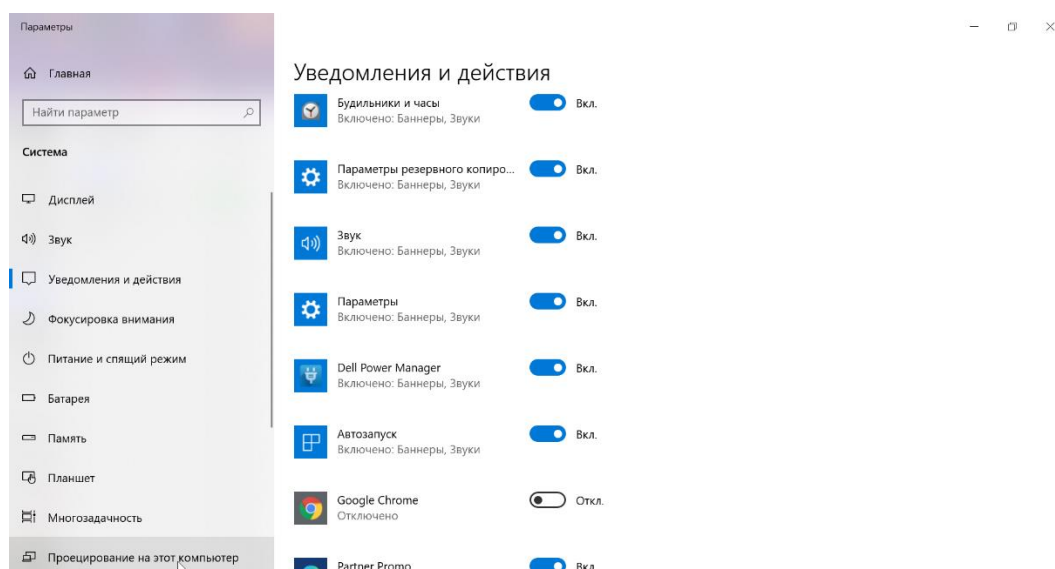 Параметры
Главная
Найти параметр
Система
Дисплей
Звук
Уведомления и действия
Фокусировка внимания
Питание и спящий режим
Батарея
Память
Планшет
Многозадачность
Проецирование на этот компьютер
Уведомления и действия
Будильники и часы
Вкл.
Включено: Баннеры, Звуки
Параметры резервного копиро...
Вкл.
Включено: Баннеры, Звуки
Звук
Вкл.
Включено: Баннеры, Звуки
Параметры
Вкл.
Включено: Баннеры, Звуки
Dell Power Manager
Вкл.
Включено: Баннеры, Звуки
Автозапуск
Вкл.
Включено: Баннеры, Звуки
Google Chrome
Откл.
Отключено
Partner Promo
Вкл.